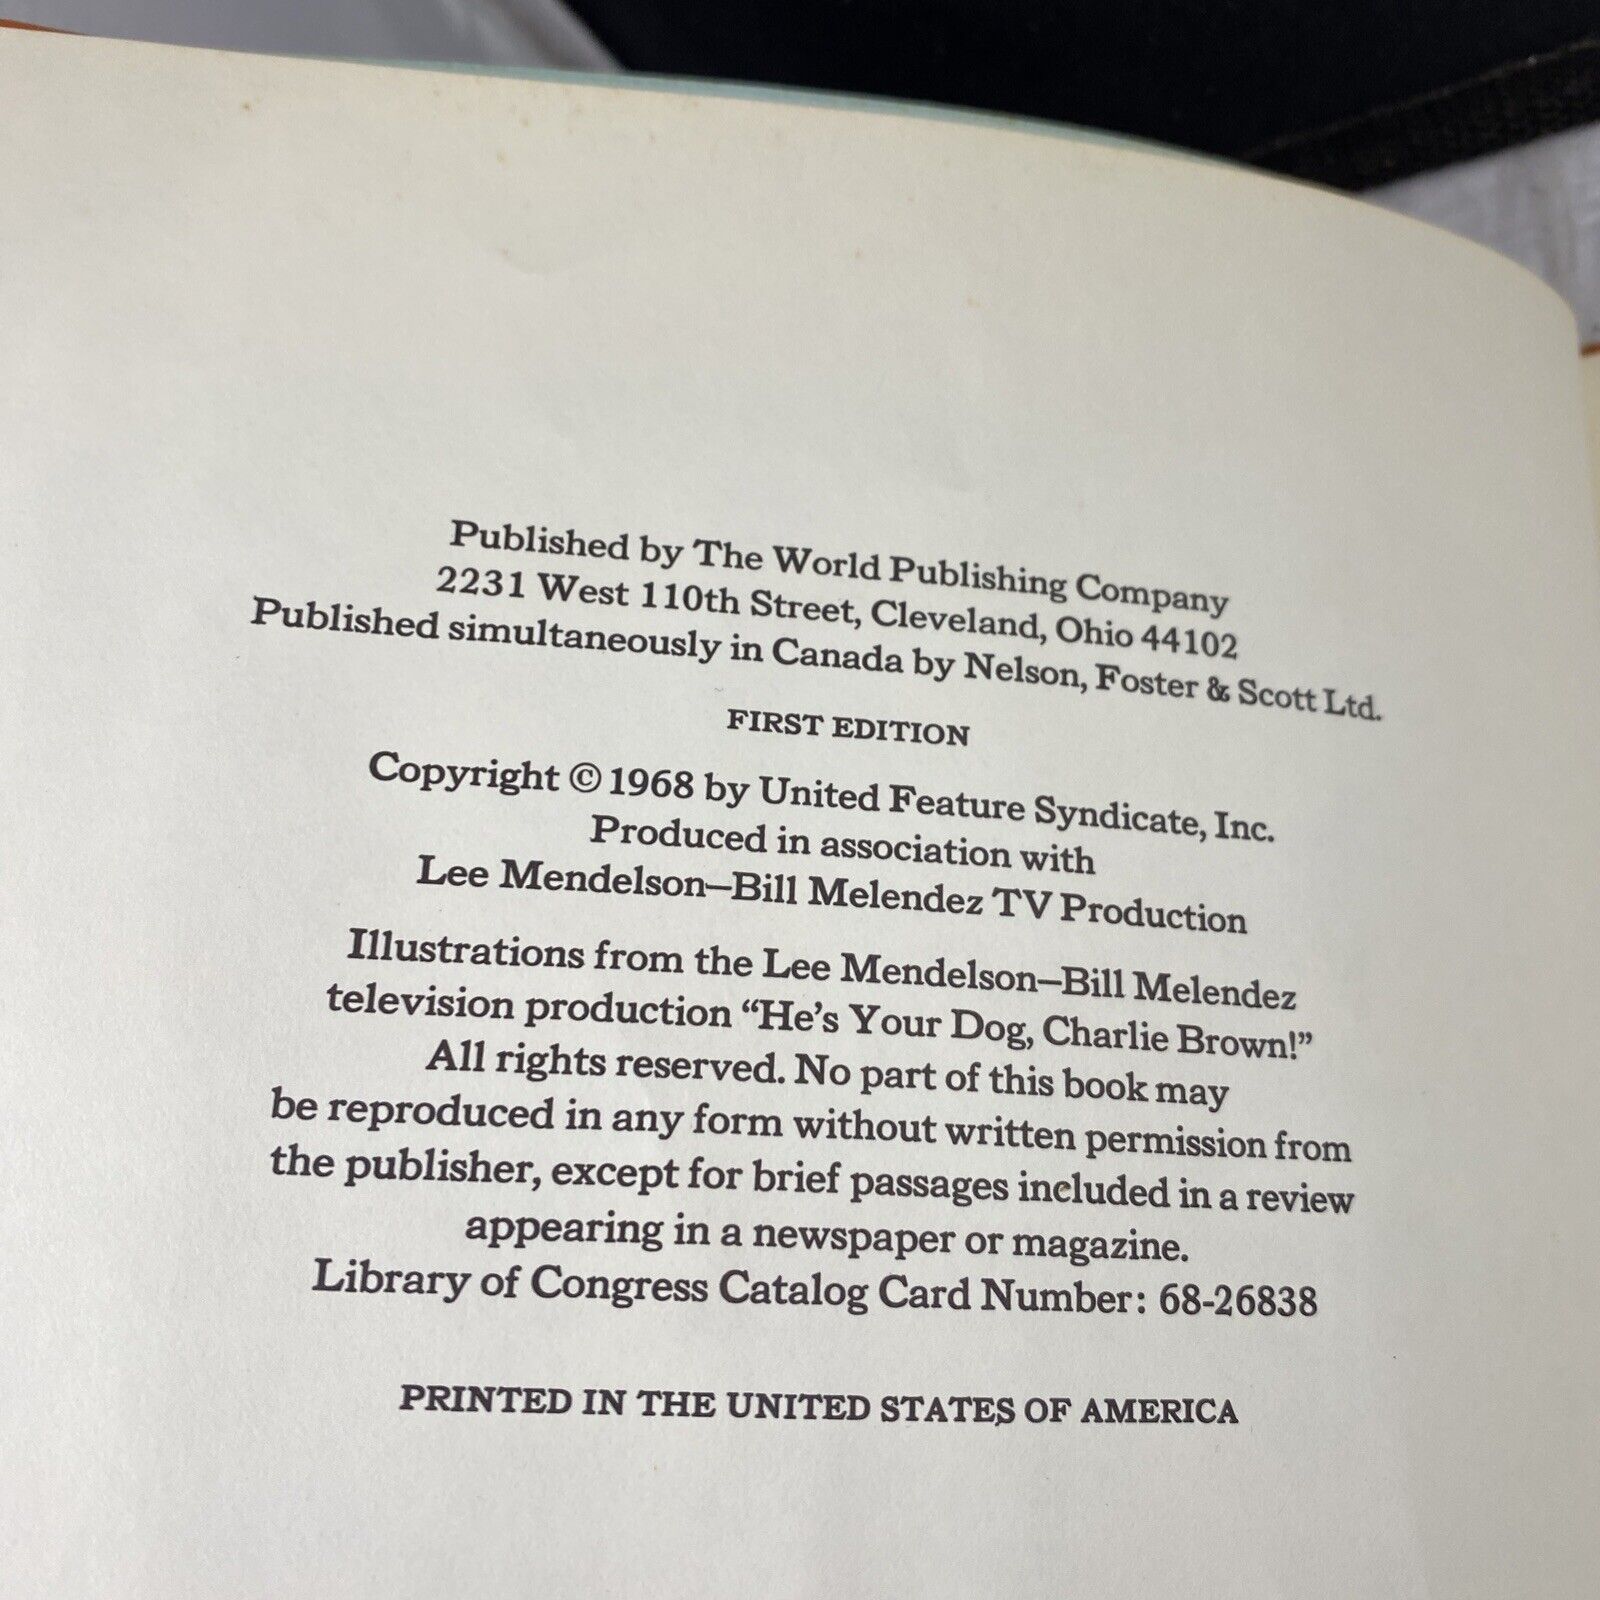 Published by The World Publishing Company
2231 West 110th Street, Cleveland, Ohio 44102
Published simultaneously in Canada by Nelson, Foster & Scott Ltd.
FIRST EDITION
Copyright © 1968 by United Feature Syndicate, Inc.
Produced in association with
Lee Mendelson—Bill Melendez TV Production
Illustrations from the Lee Mendelson—Bill Melendez
television production “He’s Your Dog, Charlie Brown!”
All rights reserved. No part of this book may
be reproduced in any form without written permission from
the publisher, except for brief passages included in a review
appearing in a newspaper or magazine.
Library of Congress Catalog Card Number: 68-26838
PRINTED IN THE UNITED STATES OF AMERICA